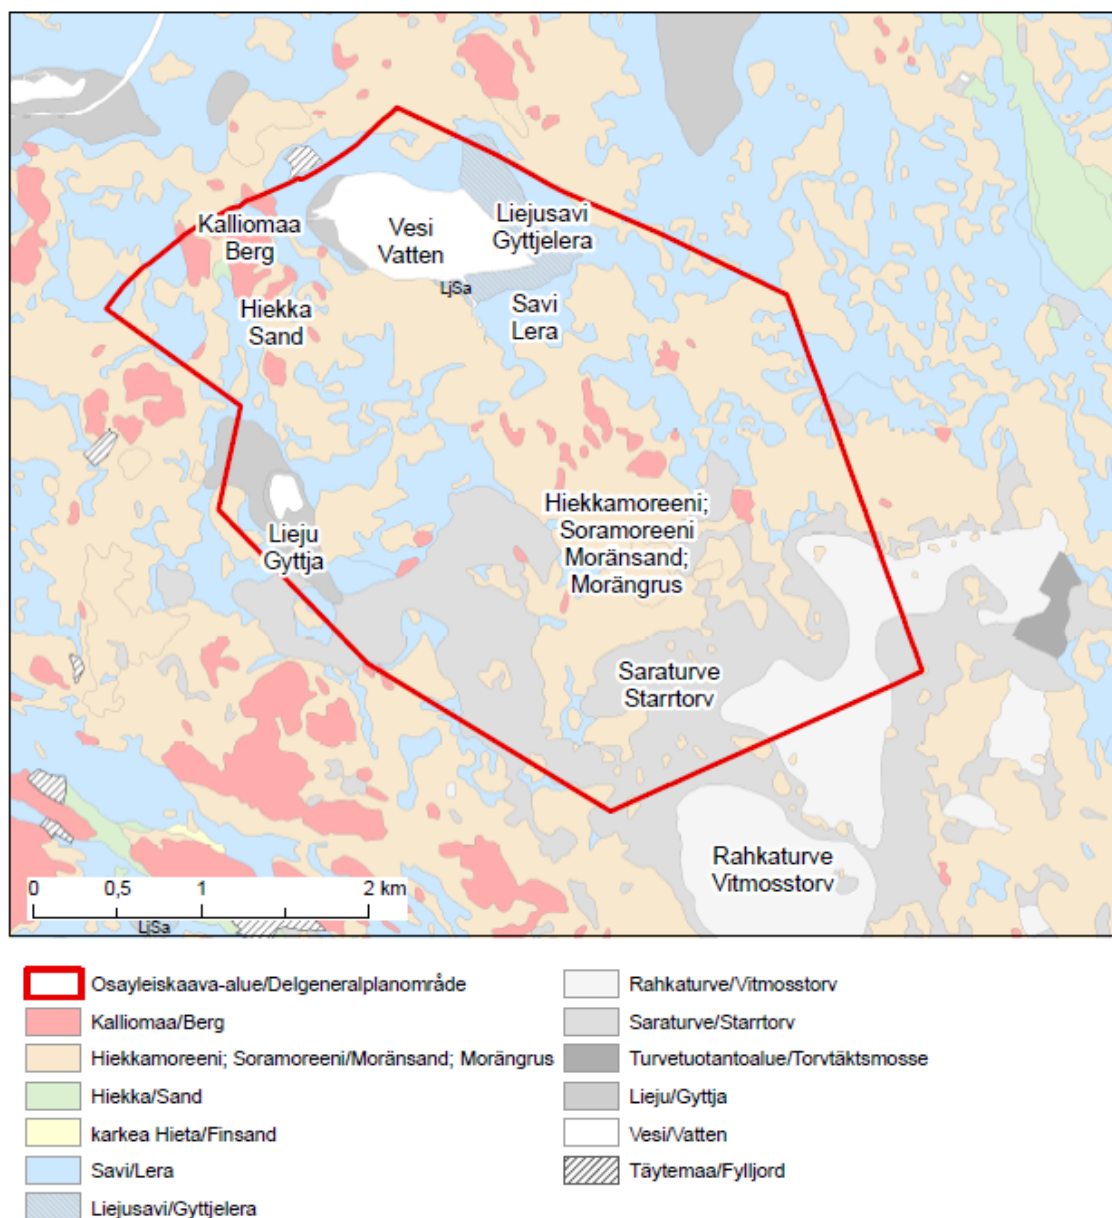 Kalliomaa
Berg
Vesi
Vatten
Liejusavi
Gyttjelera
LjSa
Hiekka
Sand
Savi
Lera
Hiekkamoreeni;
Soramoreeni
Moränsand;
Morängrus
Lieju
Gyttja
Saraturve
Starrtorv
Rahkaturve
Vitmosstorv
0 0,5 1 2 km
LjSa
Osayleiskaava-alue/Delgeneralplanområde
Kalliomaa/Berg
Hiekkamoreeni; Soramoreeni/Moränsand; Morängrus
Hiekka/Sand
karkea Hieta/Finsand
Savi/Lera
Liejusavi/Gyttjelera
Rahkaturve/Vitmosstorv
Saraturve/Starrtorv
Turvetuotantoalue/Torvtäktsmosse
Lieju/Gyttja
Vesi/Vatten
Täytemaa/Fylljord